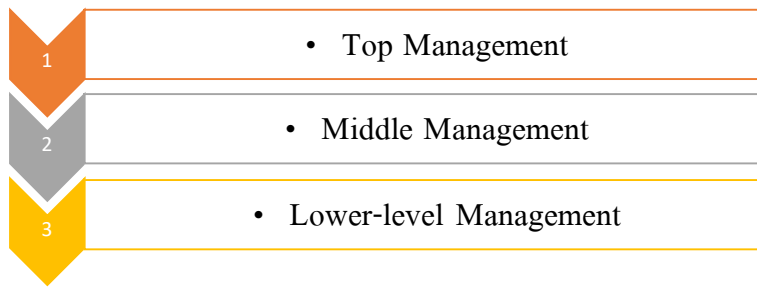 1
• Top Management
2
• Middle Management
3
• Lower-level Management